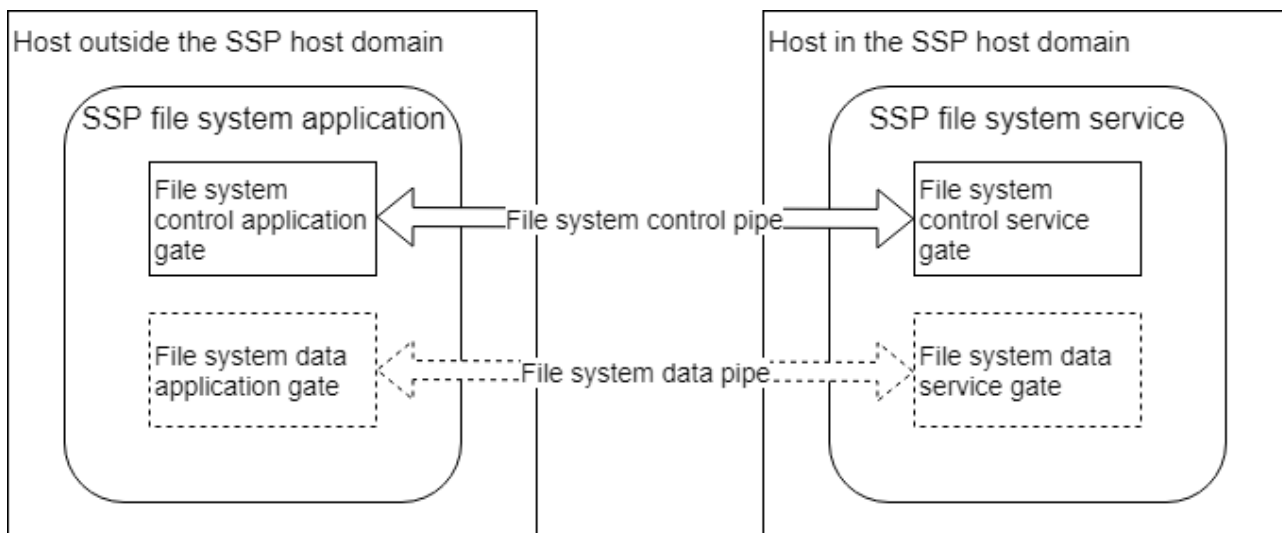 Host outside the SSP host domain
Host in the SSP host domain
SSP file system application
SSP file system service
File system
control application
gate
File system control pipe
File system
control service
gate
File system data
application gate
File system data pipe
File system data
service gate